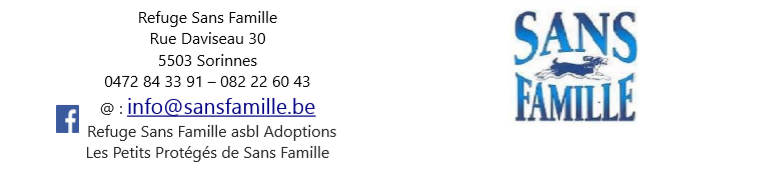 Refuge Sans Famille
Rue Daviseau 30
5503 Sorinnes
0472 84 33 91 – 082 22 60 43
@ : info@sansfamille.be
Refuge Sans Famille asbl Adoptions
Les Petits Protégés de Sans Famille
SANS
FAMILLE